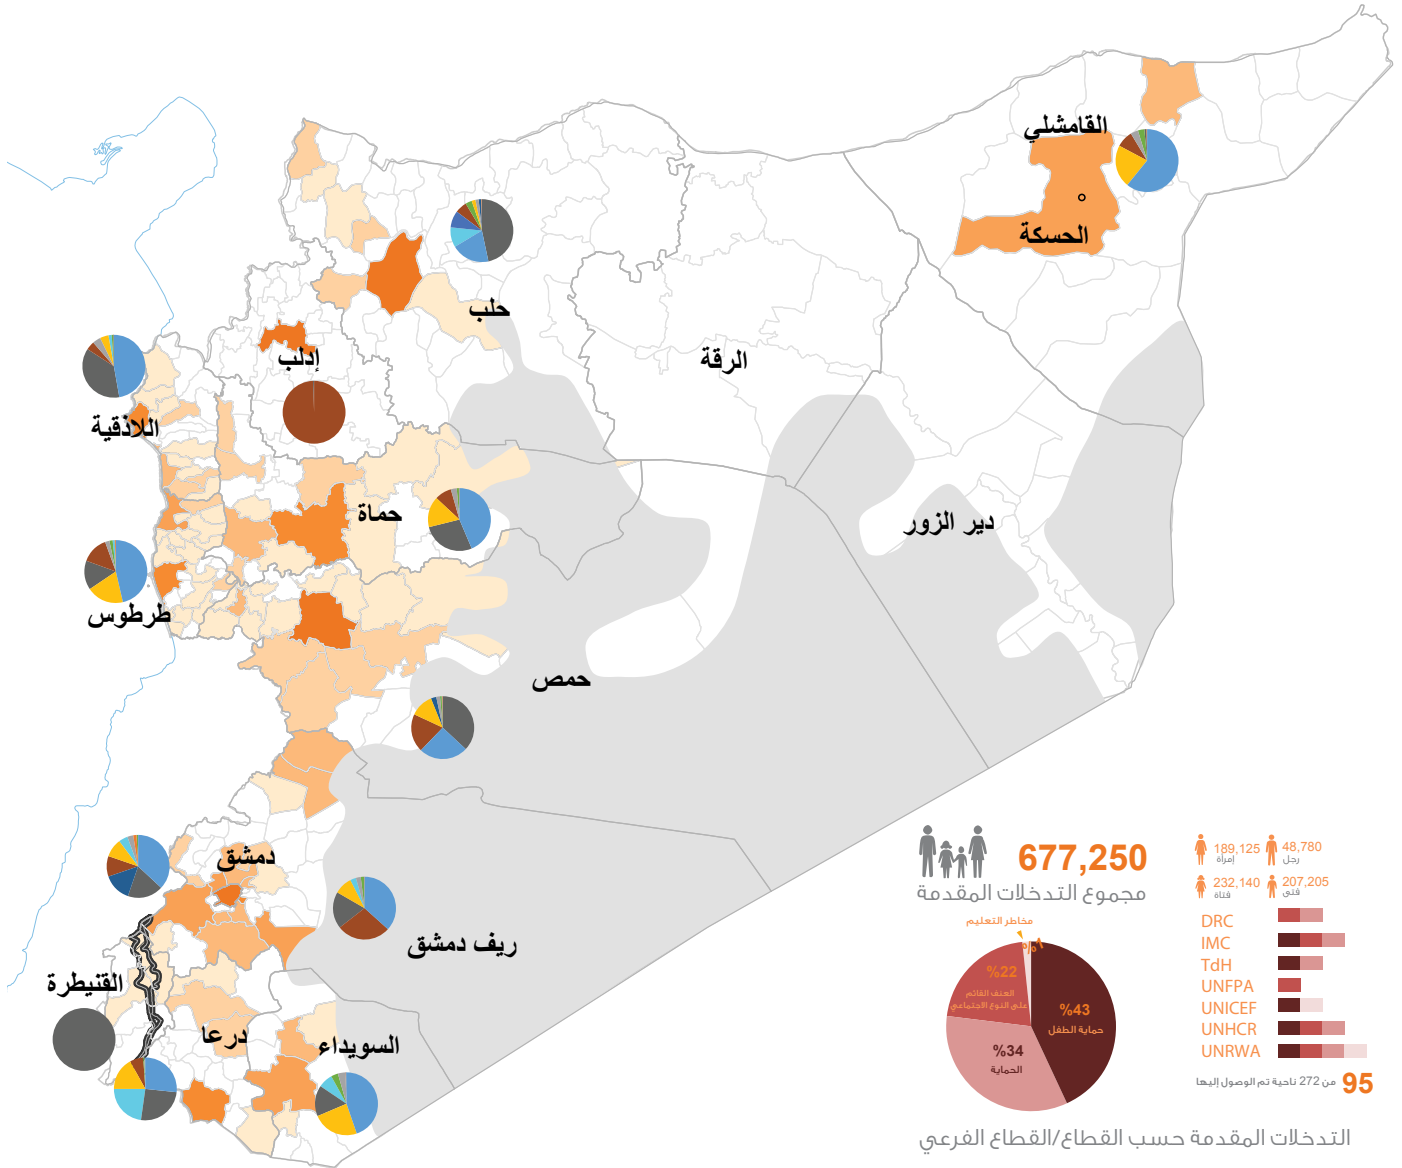 القامشلي
الحسكة
حلب
إدلب
الرقة
اللاذقية
حماة
دير الزور
طرطوس
حمص
دمشق
ريف دمشق
القنيطرة
درعا
السويداء
677,250
مجموع التدخلات المقدمة
189,125
إمرأة
48,780
رجل
232,140
فتاة
207,205
فتى
مخاطر التعليم
%1
%22
العنف القائم
على النوع الاجتماعي
%43
حماية الطفل
%34
الحماية
DRC
IMC
TdH
UNFPA
UNICEF
UNHCR
UNRWA
95 من 272 ناحية تم الوصول إليها
التدخلات المقدمة حسب القطاع/القطاع الفرعي